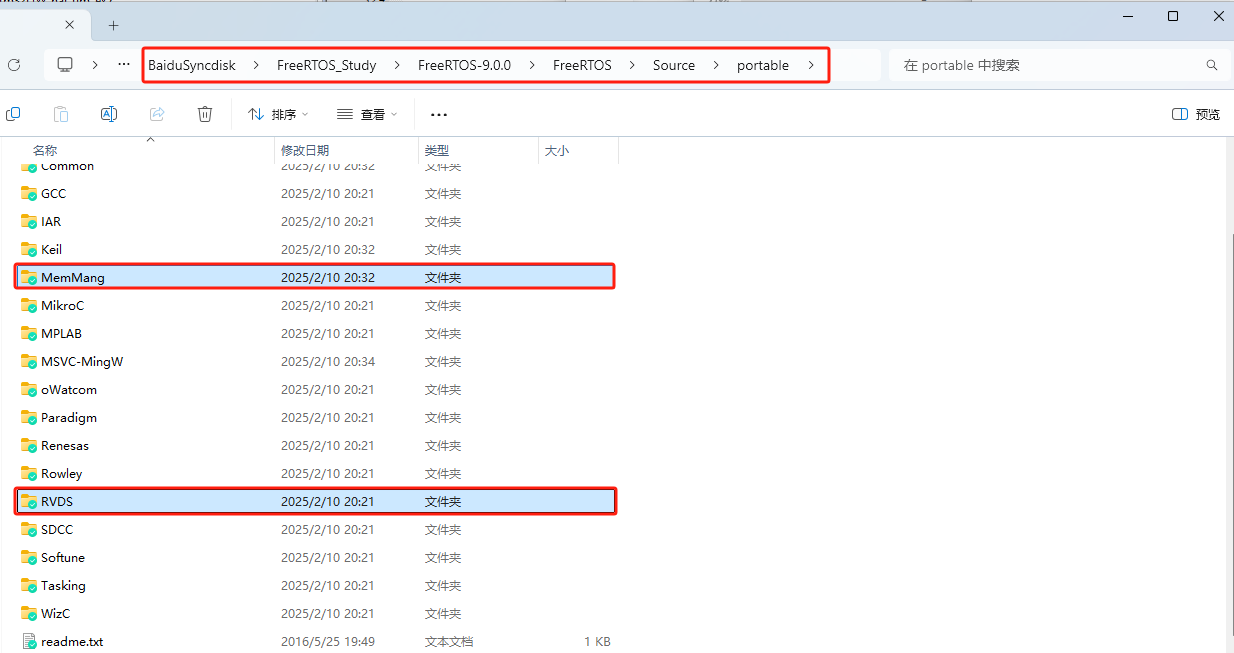 BaiduSyncdisk > FreeRTOS_Study > FreeRTOS-9.0.0 > FreeRTOS > Source > portable >
在 portable 中搜索
排序 查看 预览
名称 修改日期 类型 大小
Common 2025/2/10 20:32 文件夹
GCC 2025/2/10 20:21 文件夹
IAR 2025/2/10 20:21 文件夹
Keil 2025/2/10 20:32 文件夹
MemMang 2025/2/10 20:32 文件夹
MikroC 2025/2/10 20:21 文件夹
MPLAB 2025/2/10 20:21 文件夹
MSVC-MingW 2025/2/10 20:34 文件夹
oWatcom 2025/2/10 20:21 文件夹
Paradigm 2025/2/10 20:21 文件夹
Renesas 2025/2/10 20:21 文件夹
Rowley 2025/2/10 20:21 文件夹
RVDS 2025/2/10 20:21 文件夹
SDCC 2025/2/10 20:21 文件夹
Softune 2025/2/10 20:21 文件夹
Tasking 2025/2/10 20:21 文件夹
WizC 2025/2/10 20:21 文件夹
readme.txt 2016/5/25 19:49 文本文档 1 KB